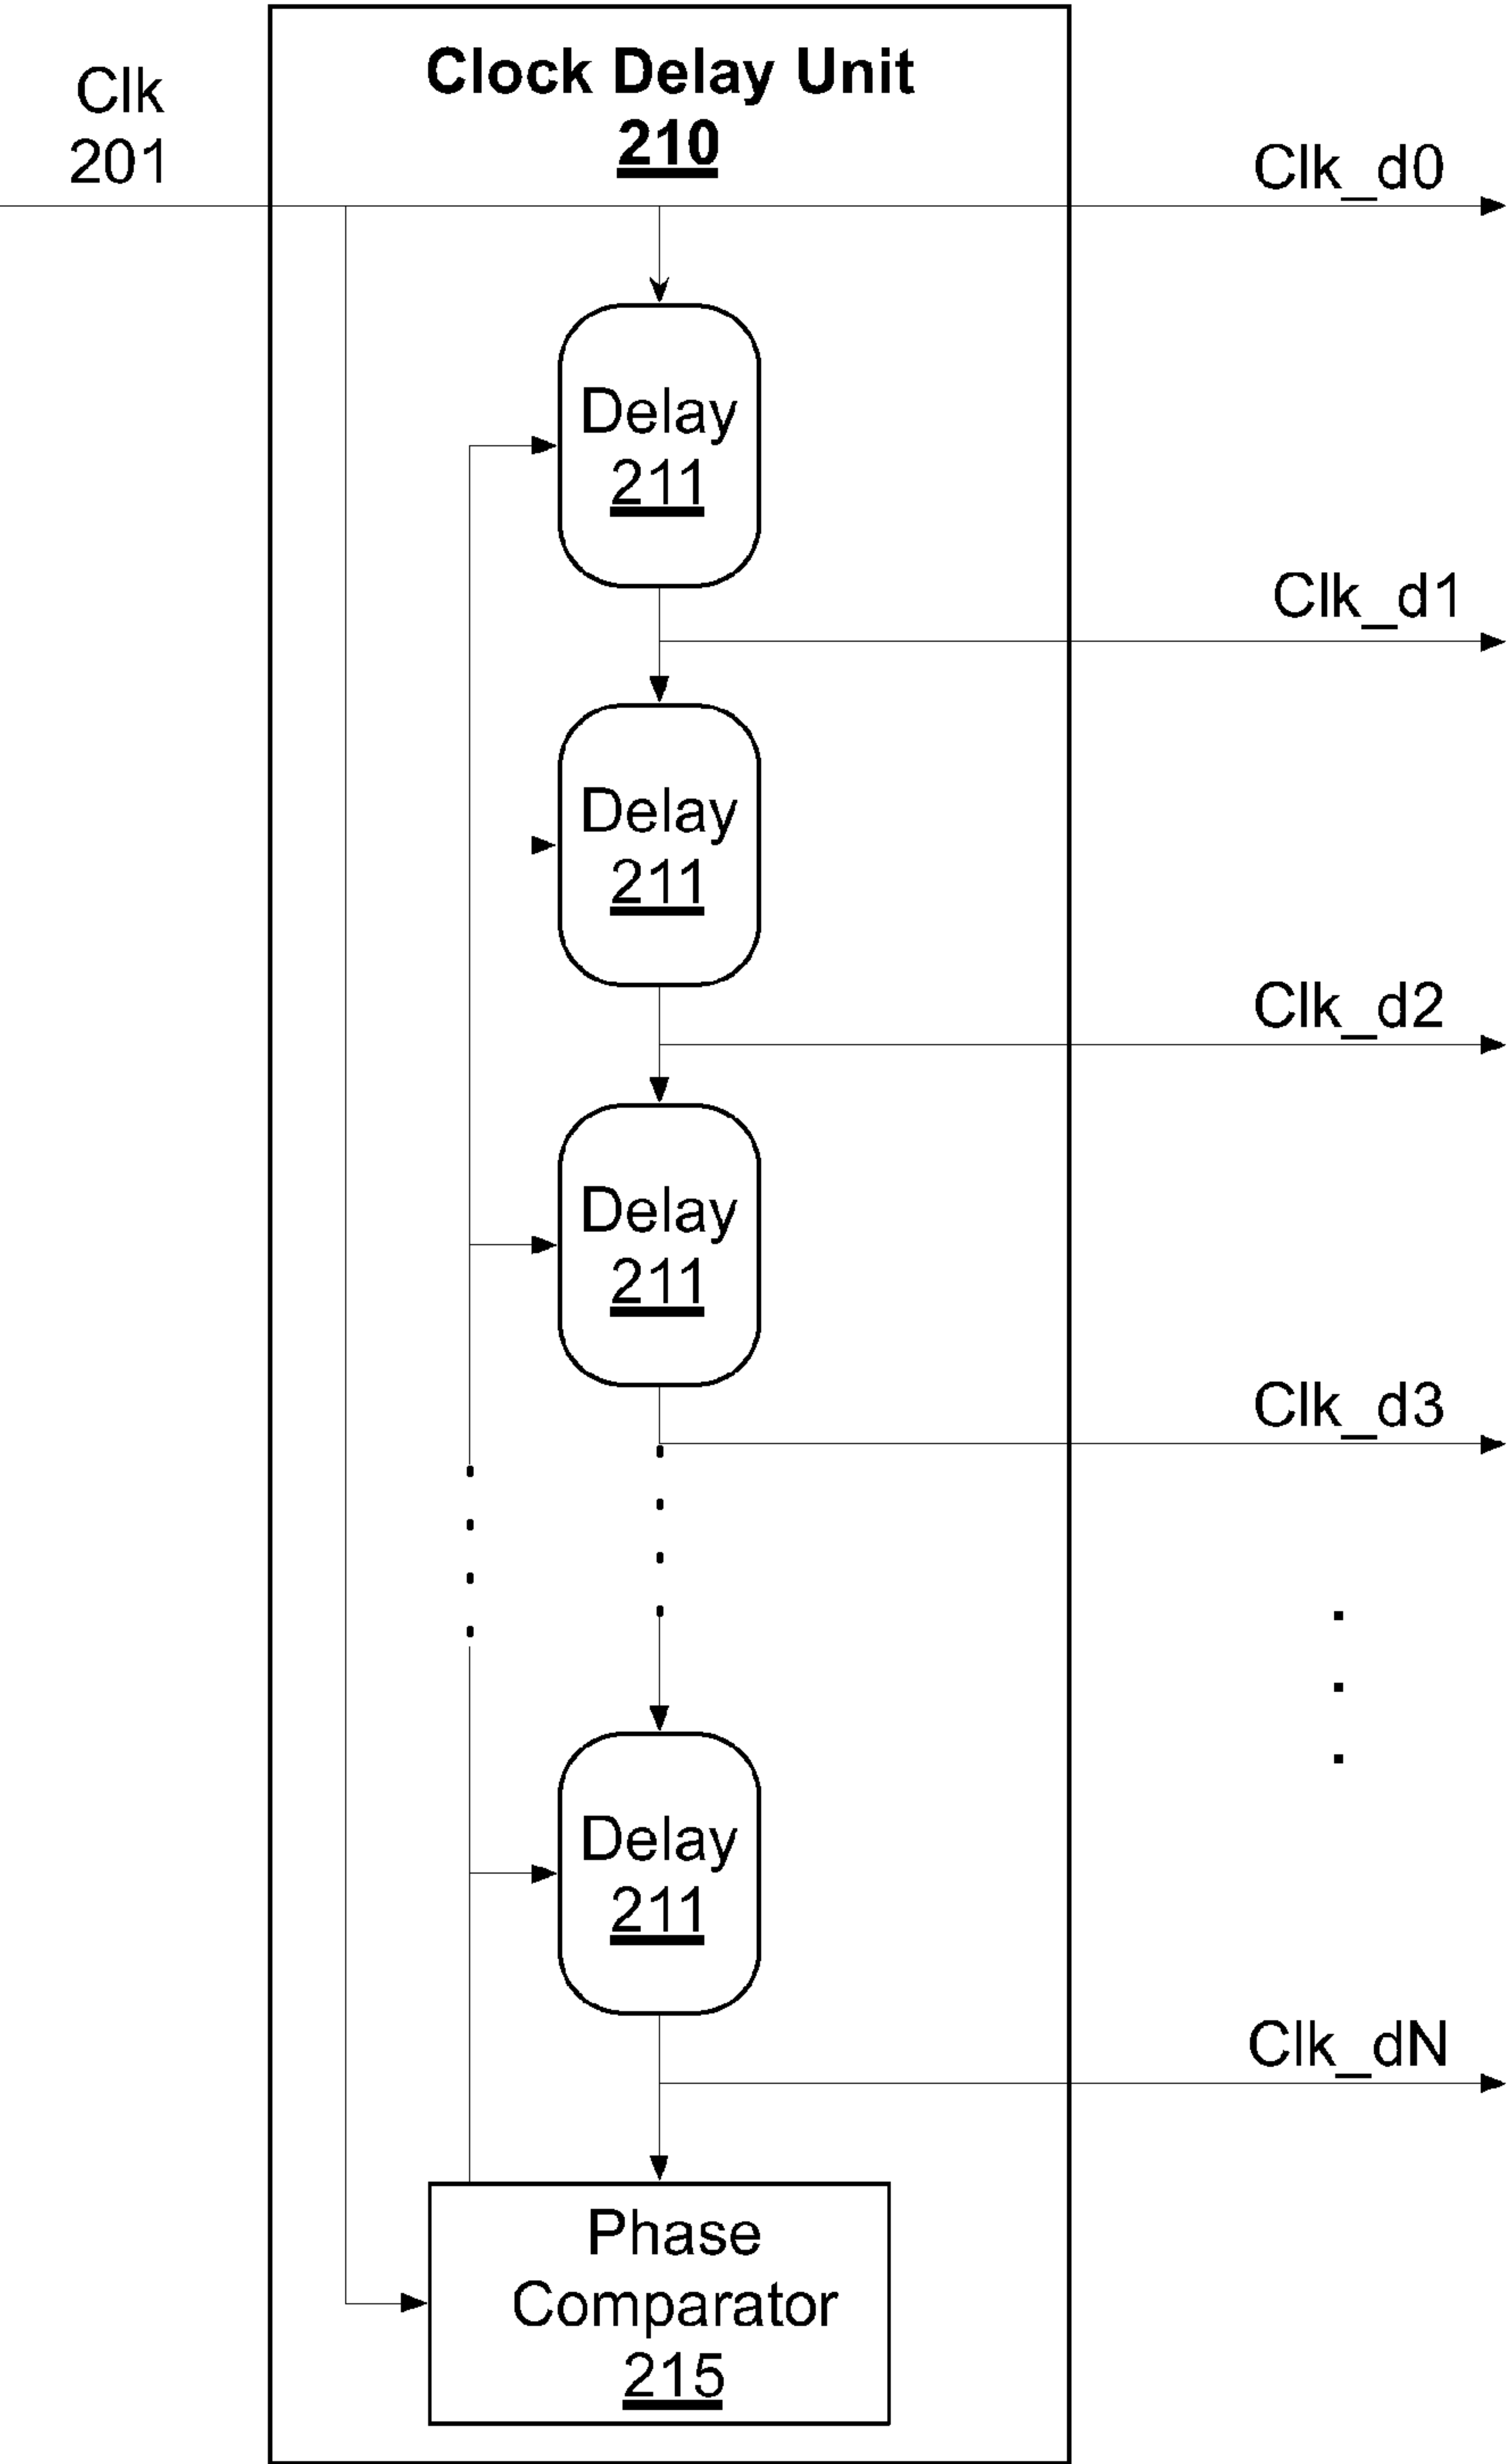 Clock Delay Unit
210
Clk
201
Clk_d0
Delay
211
Clk_d1
Delay
211
Clk_d2
Delay
211
Clk_d3
Delay
211
Clk_dN
Phase
Comparator
215